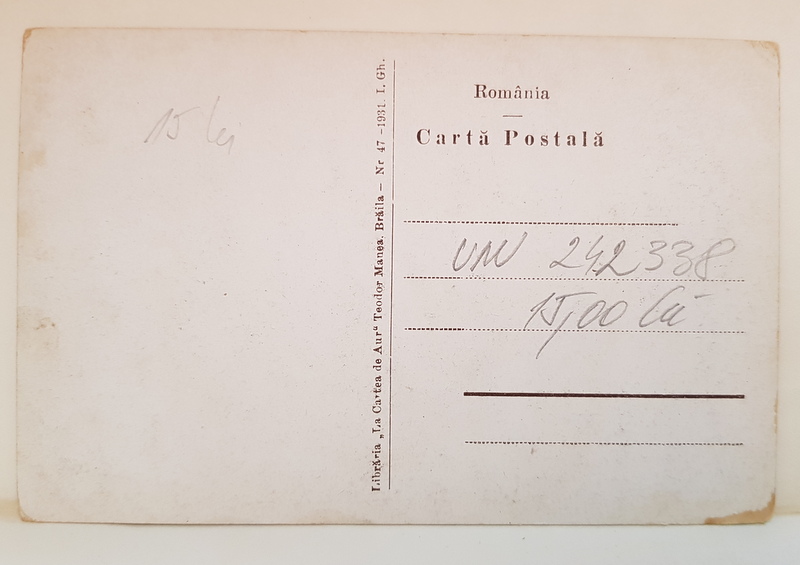 15 lei
Librăria „La Cartea de Aur" Teodor Manea, Brăila — Nr 47 -1931. I. Gh.
România
Cartă Postală
242338
15,00 lei